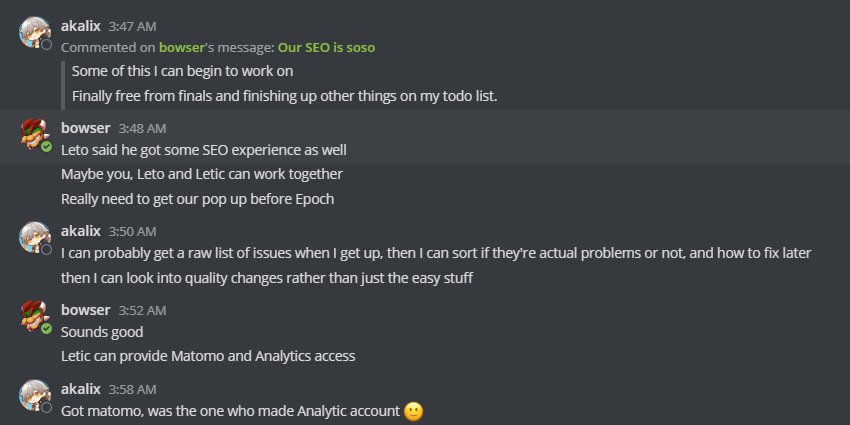 akalix 3:47 AM
Commented on bowser's message: Our SEO is soso
Some of this I can begin to work on
Finally free from finals and finishing up other things on my todo list.
bowser 3:48 AM
Leto said he got some SEO experience as well
Maybe you, Leto and Letic can work together
Really need to get our pop up before Epoch
akalix 3:50 AM
I can probably get a raw list of issues when I get up, then I can sort if they're actual problems or not, and how to fix later
then I can look into quality changes rather than just the easy stuff
bowser 3:52 AM
Sounds good
Letic can provide Matomo and Analytics access
akalix 3:58 AM
Got matomo, was the one who made Analytic account 🙂